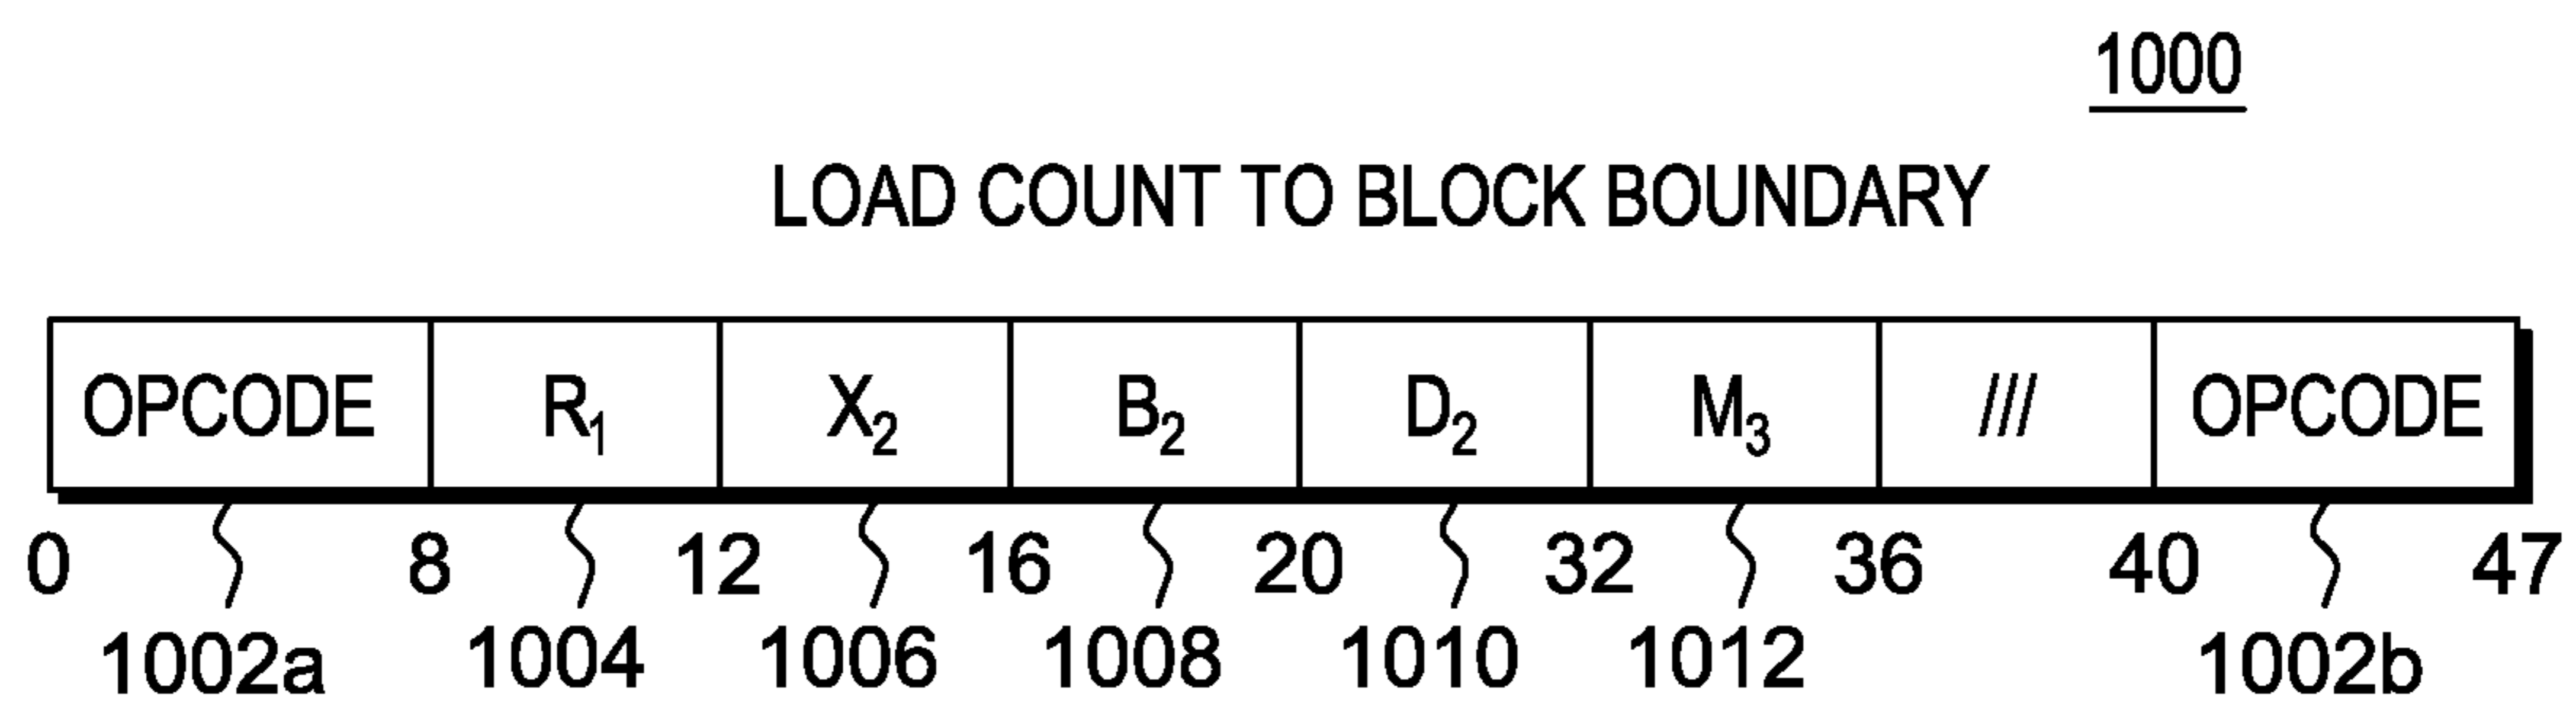 1000
LOAD COUNT TO BLOCK BOUNDARY
OPCODE R1 X2 B2 D2 M3 /// OPCODE
0 8 12 16 20 32 36 40 47
1002a 1004 1006 1008 1010 1012 1002b